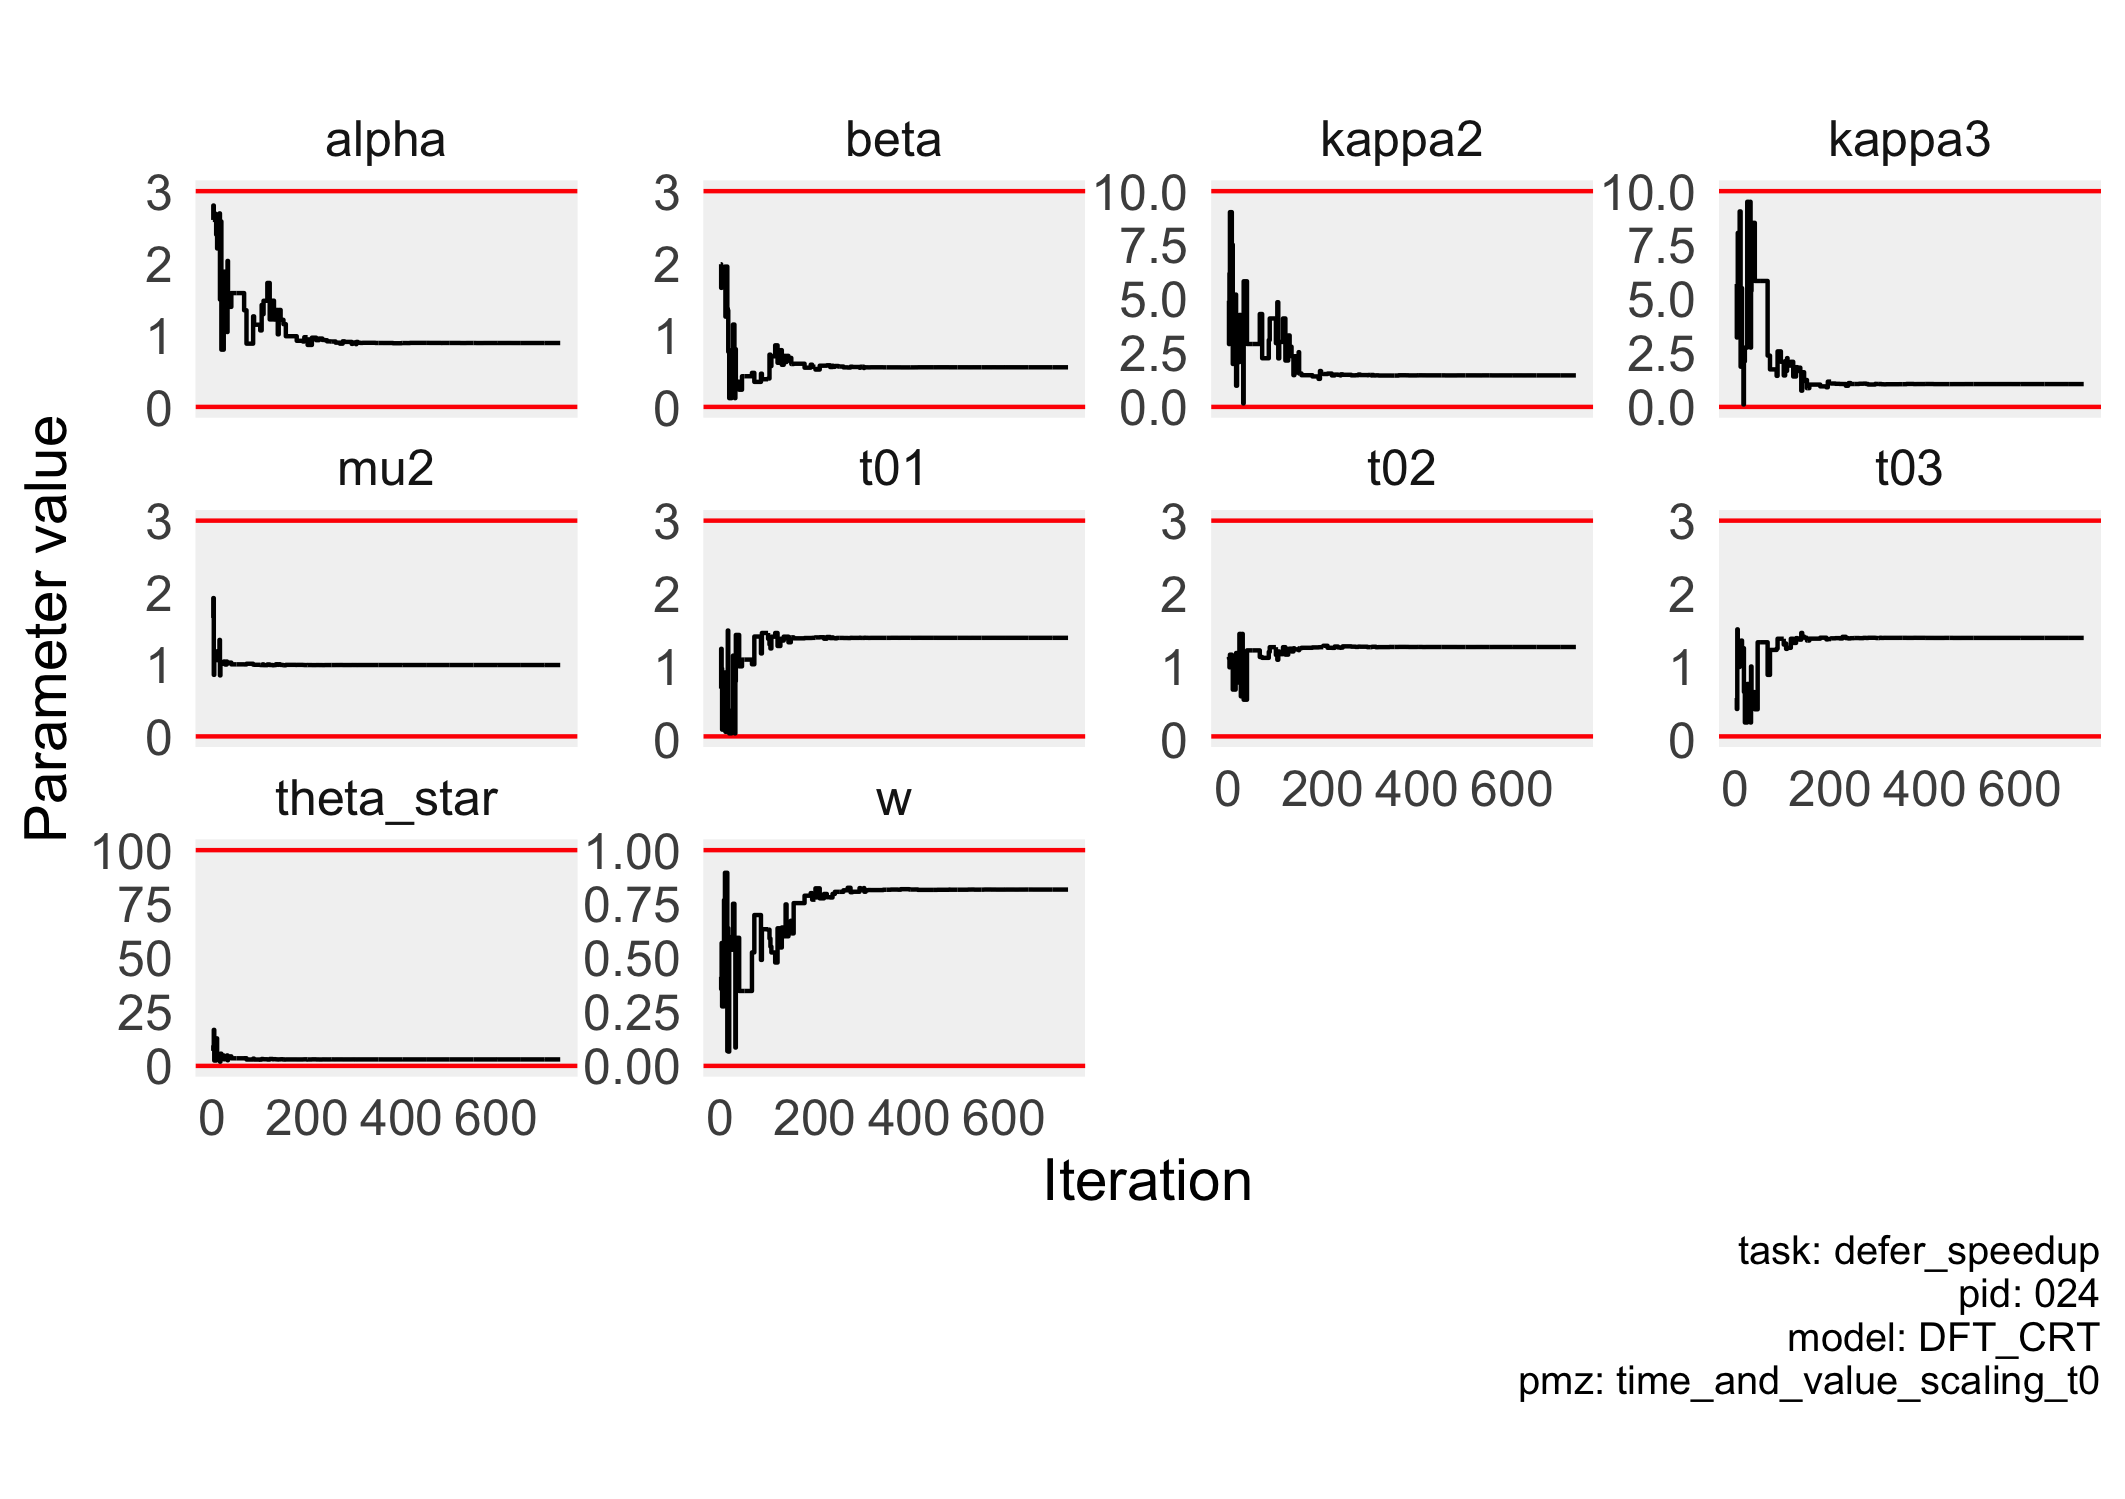 alpha beta kappa2 kappa3
3 3 10.0 10.0
7.5 7.5
2 2
5.0 5.0
1 1
2.5 2.5
0 0 0.0 0.0
mu2 t01 t02 t03
3 3 3 3
2 2 2 2
1 1 1 1
0 0 0 0
0 200 400 600 0 200 400 600
theta_star w
100 1.00
75 0.75
50 0.50
25 0.25
0 0.00
0 200 400 600 0 200 400 600
Parameter value
Iteration
task: defer_speedup
pid: 024
model: DFT_CRT
pmz: time_and_value_scaling_t0